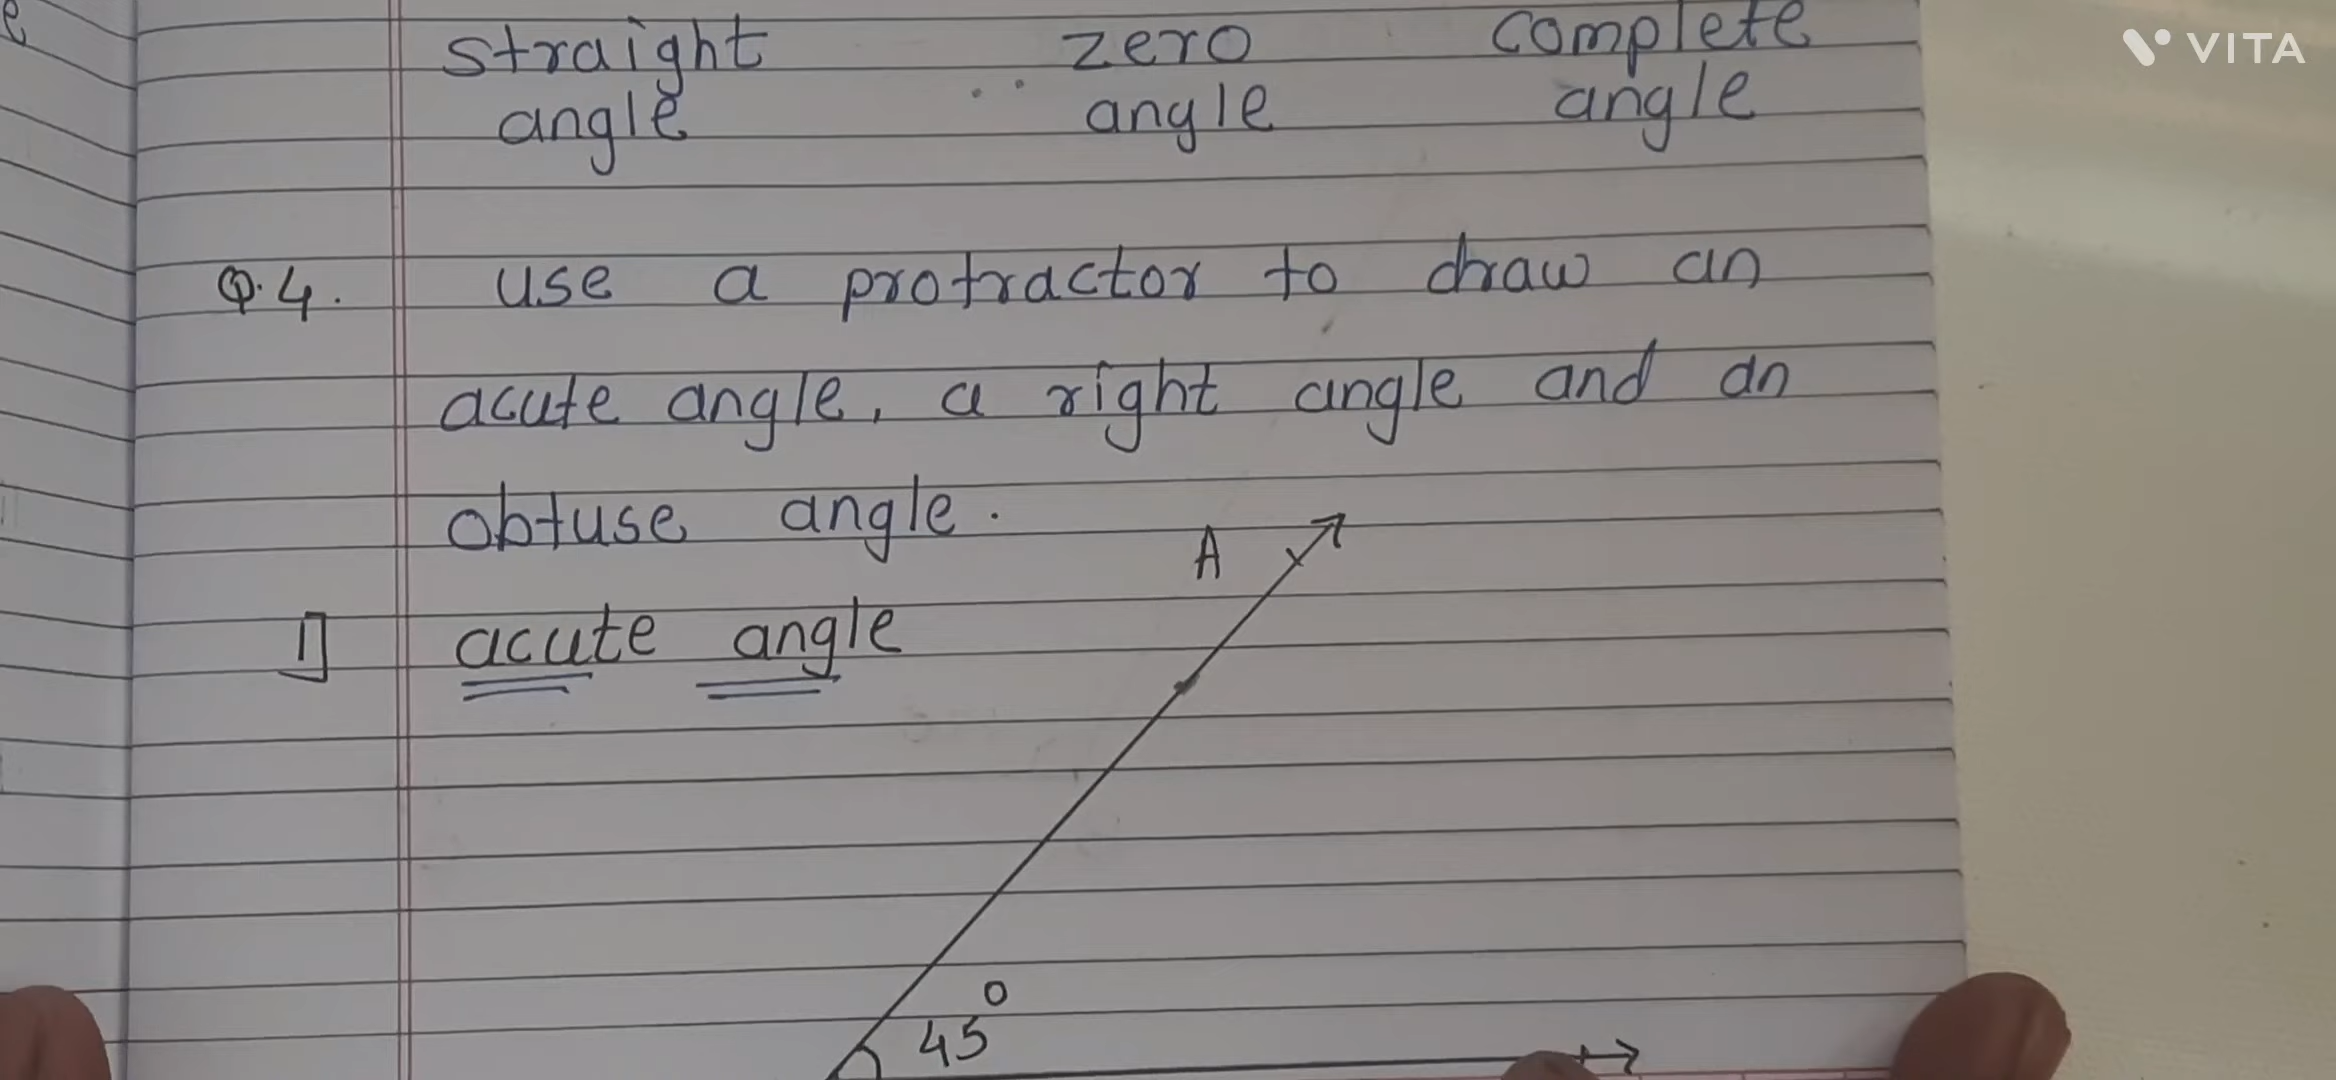 straight zero complete
angle angle angle
Q.4. use a protractor to draw an
acute angle, a right angle and an
obtuse angle.
A
1] acute angle
45°
VITA